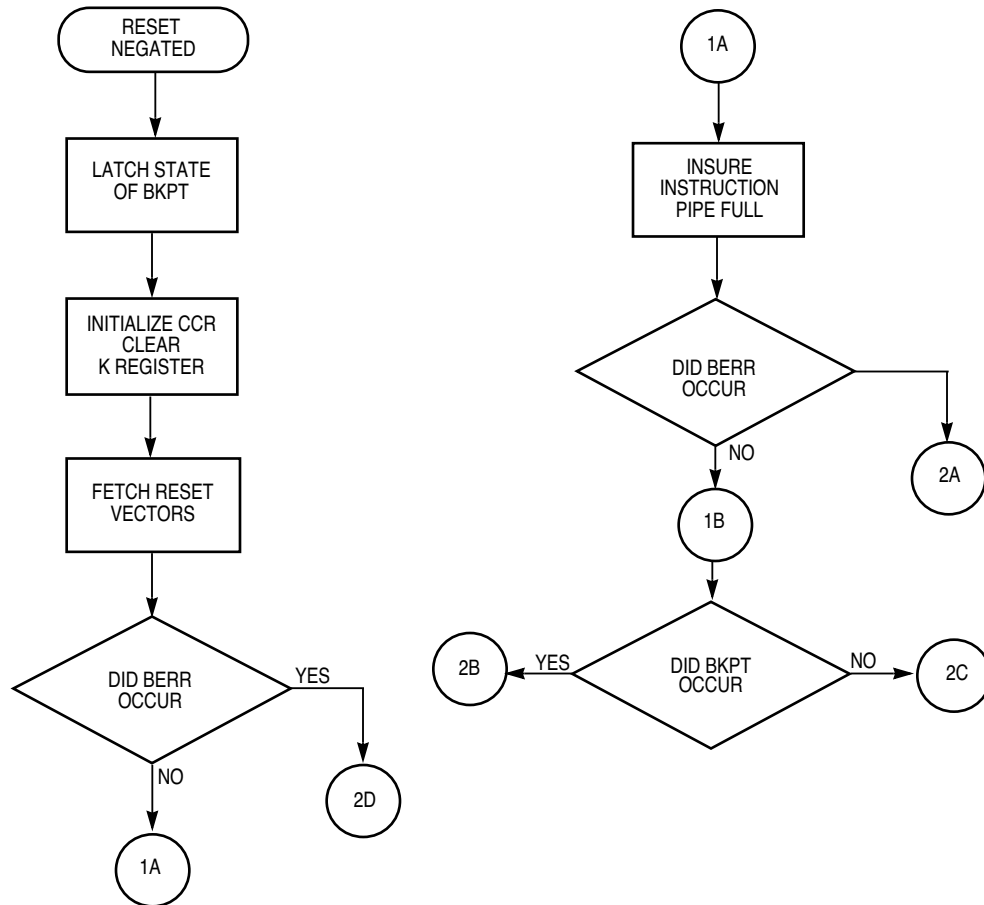 RESET
NEGATED
LATCH STATE
OF BKPT
INITIALIZE CCR
CLEAR
K REGISTER
FETCH RESET
VECTORS
DID BERR
OCCUR
YES
NO
2D
1A
1A
INSURE
INSTRUCTION
PIPE FULL
DID BERR
OCCUR
NO
2A
1B
2B
YES
DID BKPT
OCCUR
NO
2C